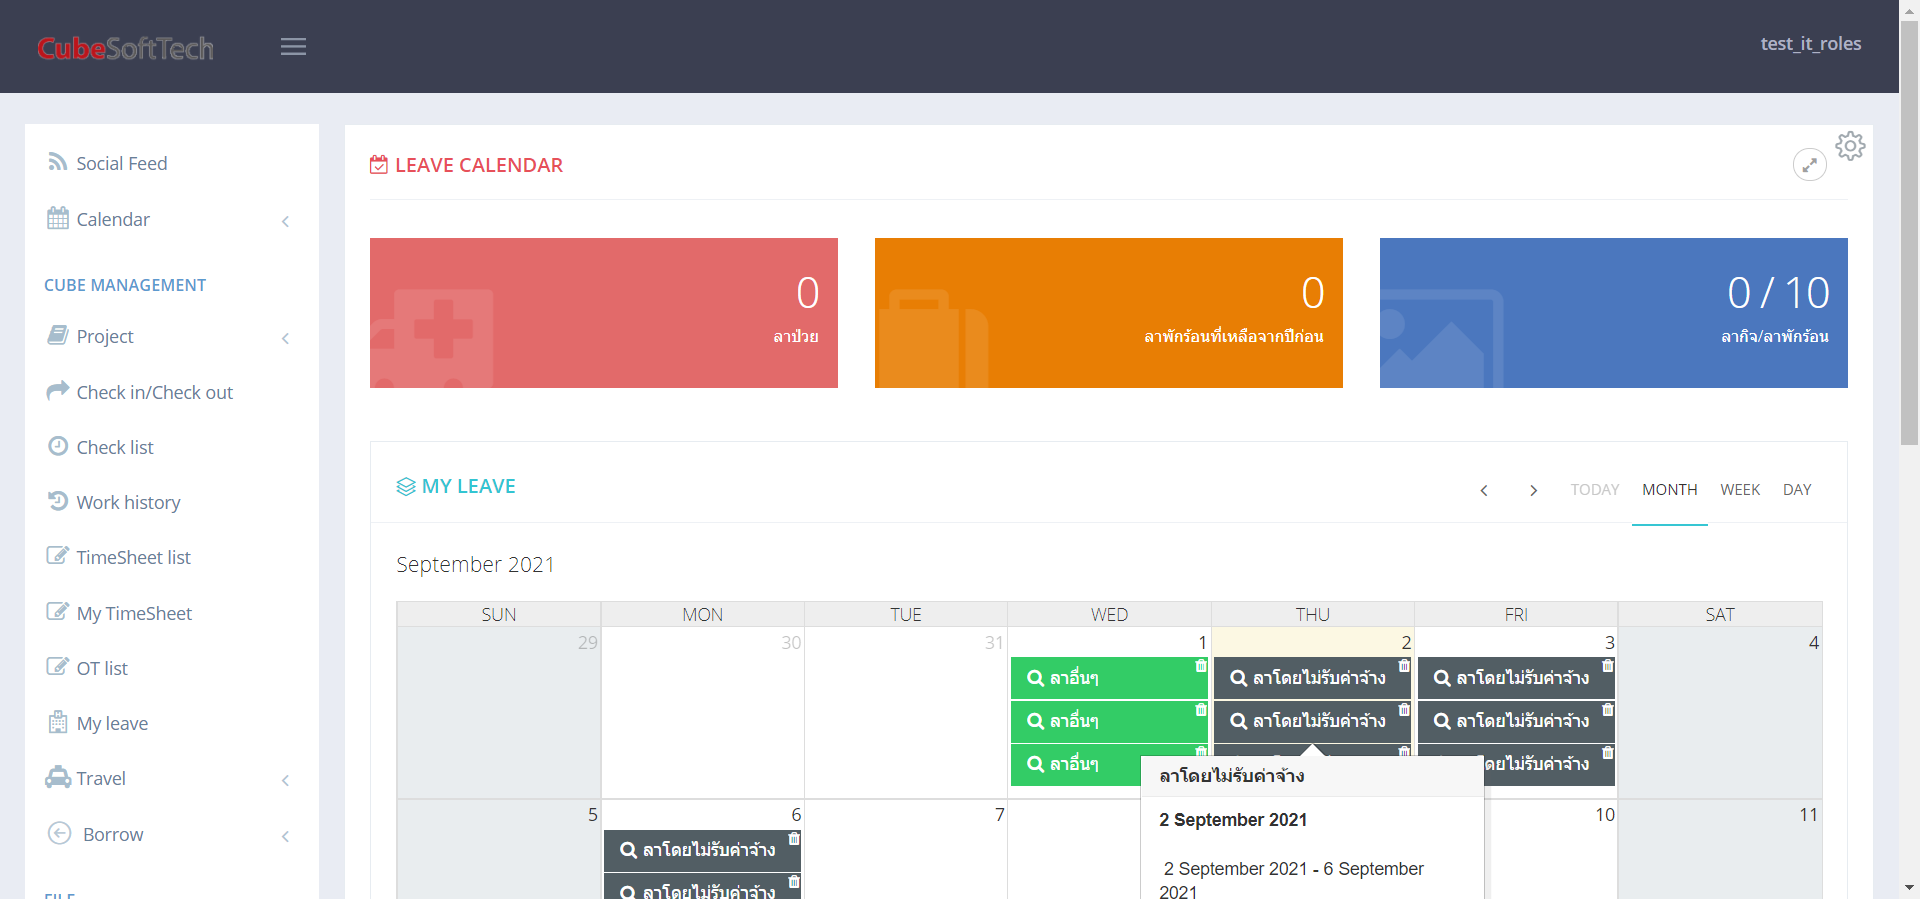 CubeSoftTech
test_it_roles
Social Feed
Calendar
CUBE MANAGEMENT
Project
Check in/Check out
Check list
Work history
TimeSheet list
My TimeSheet
OT list
My leave
Travel
Borrow
FILE
LEAVE CALENDAR
0
ลาป่วย
0
ลาพักร้อนที่เหลือจากปีก่อน
0 / 10
ลากิจ/ลาพักร้อน
MY LEAVE
TODAY MONTH WEEK DAY
September 2021
SUN MON TUE WED THU FRI SAT
29 30 31 1 2 3 4
ลาอื่นๆ ลาโดยไม่รับค่าจ้าง ลาโดยไม่รับค่าจ้าง
ลาอื่นๆ ลาโดยไม่รับค่าจ้าง ลาโดยไม่รับค่าจ้าง
ลาอื่นๆ ดยไม่รับค่าจ้าง
ลาโดยไม่รับค่าจ้าง
2 September 2021
2 September 2021 - 6 September
2021
5 6 7 10 11
ลาโดยไม่รับค่าจ้าง
ลาโดยไม่รับค่าจ้าง